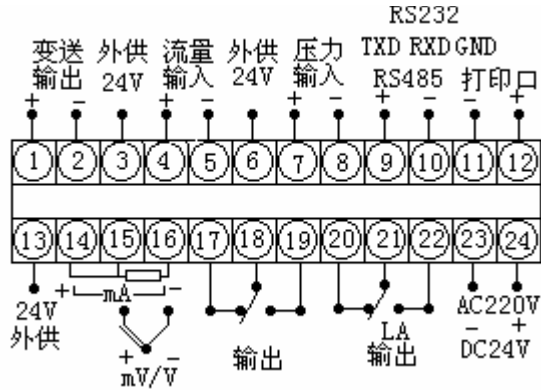 RS232
变送 外供 流量 外供 压力 TXD RXD GND
输出 24V 输入 24V 输入 RS485 打印口
+ − + − + − + − − +
1 2 3 4 5 6 7 8 9 10 11 12
13 14 15 16 17 18 19 20 21 22 23 24
24V + mA − AC220V
外供 − +
+ − 输出 LA DC24V
mV/V 输出